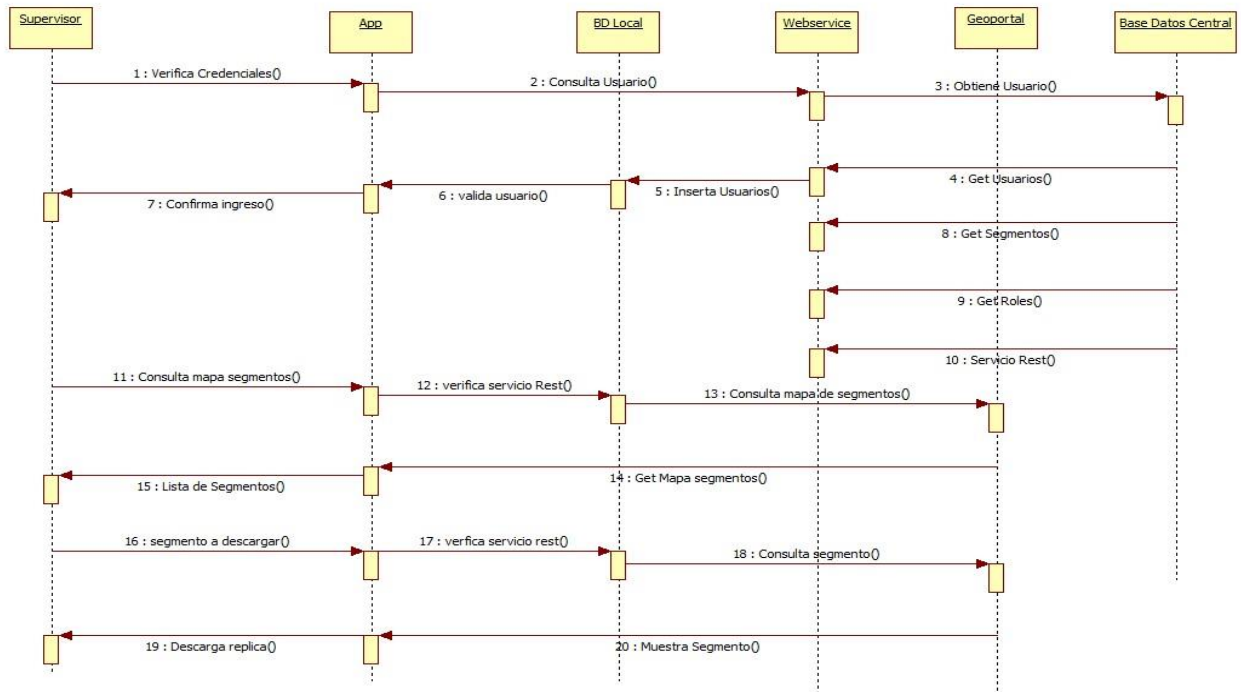 Supervisor
App
BD Local
Webservice
Geoportal
Base Datos Central
1 : Verifica Credenciales()
2 : Consulta Usuario()
3 : Obtiene Usuario()
4 : Get Usuarios()
5 : Inserta Usuarios()
6 : valida usuario()
7 : Confirma ingreso()
8 : Get Segmentos()
9 : Get Roles()
10 : Servicio Rest()
11 : Consulta mapa segmentos()
12 : verifica servicio Rest()
13 : Consulta mapa de segmentos()
14 : Get Mapa segmentos()
15 : Lista de Segmentos()
16 : segmento a descargar()
17 : verfica servicio rest()
18 : Consulta segmento()
19 : Descarga replica()
20 : Muestra Segmento()